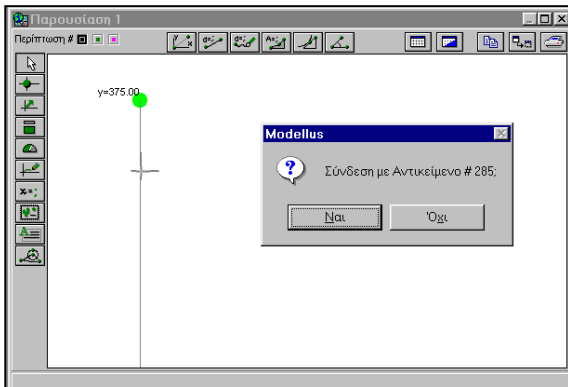 Παρουσίαση 1
Περίπτωση #
y=375.00
Modellus
Σύνδεση με Αντικείμενο # 285;
Ναι
Όχι